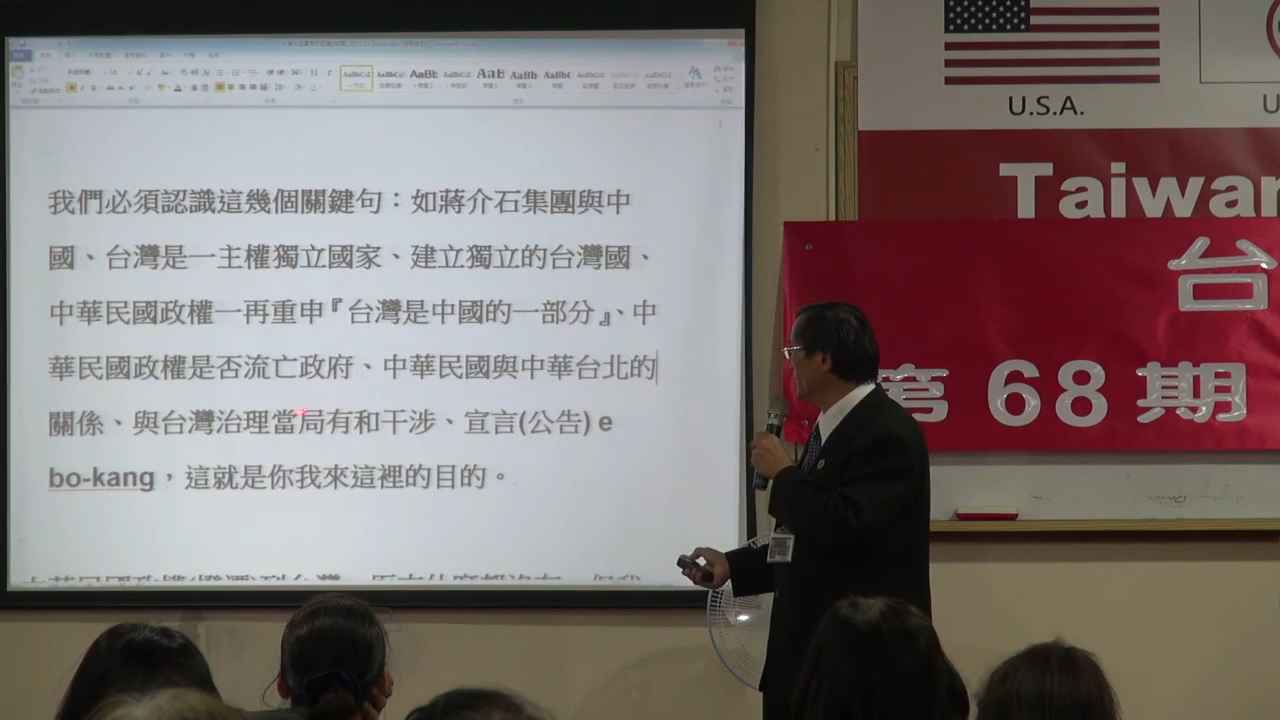 我們必須認識這幾個關鍵句：如蔣介石集團與中
國、台灣是一主權獨立國家、建立獨立的台灣國、
中華民國政權一再重申『台灣是中國的一部分』、中
華民國政權是否流亡政府、中華民國與中華台北的
關係、與台灣治理當局有和干涉、宣言(公告) e
bo-kang，這就是你我來這裡的目的。
U.S.A.
U
Taiwan
台
第 68 期